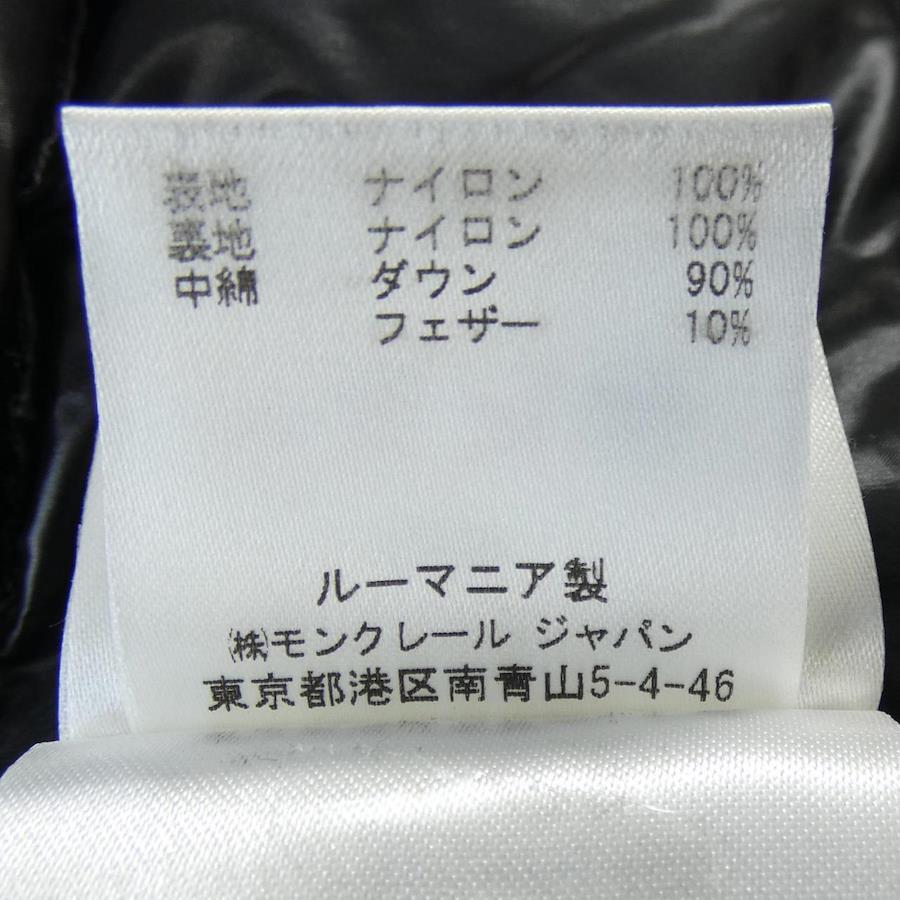 表地 ナイロン 100%
裏地 ナイロン 100%
中綿 ダウン 90%
フェザー 10%
ルーマニア製
㈱モンクレール ジャパン
東京都港区南青山5-4-46